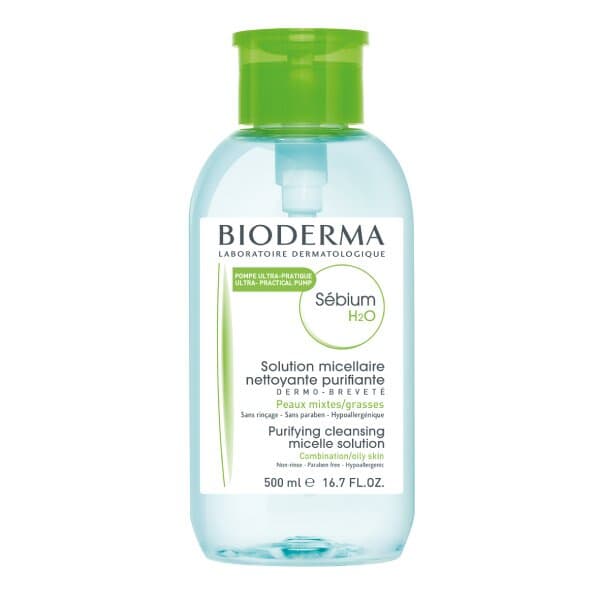 BIODERMA
LABORATOIRE DERMATOLOGIQUE
POMPE ULTRA-PRATIQUE
ULTRA- PRACTICAL PUMP
Sébium
H2O
Solution micellaire
nettoyante purifiante
DERMO-BREVETÉ
Peaux mixtes/grasses
Sans rinçage - Sans paraben - Hypoallergénique
Purifying cleansing
micelle solution
Combination/oily skin
Non-rinse - Paraben free - Hypoallergenic
500 ml ℮ 16.7 FL.OZ.